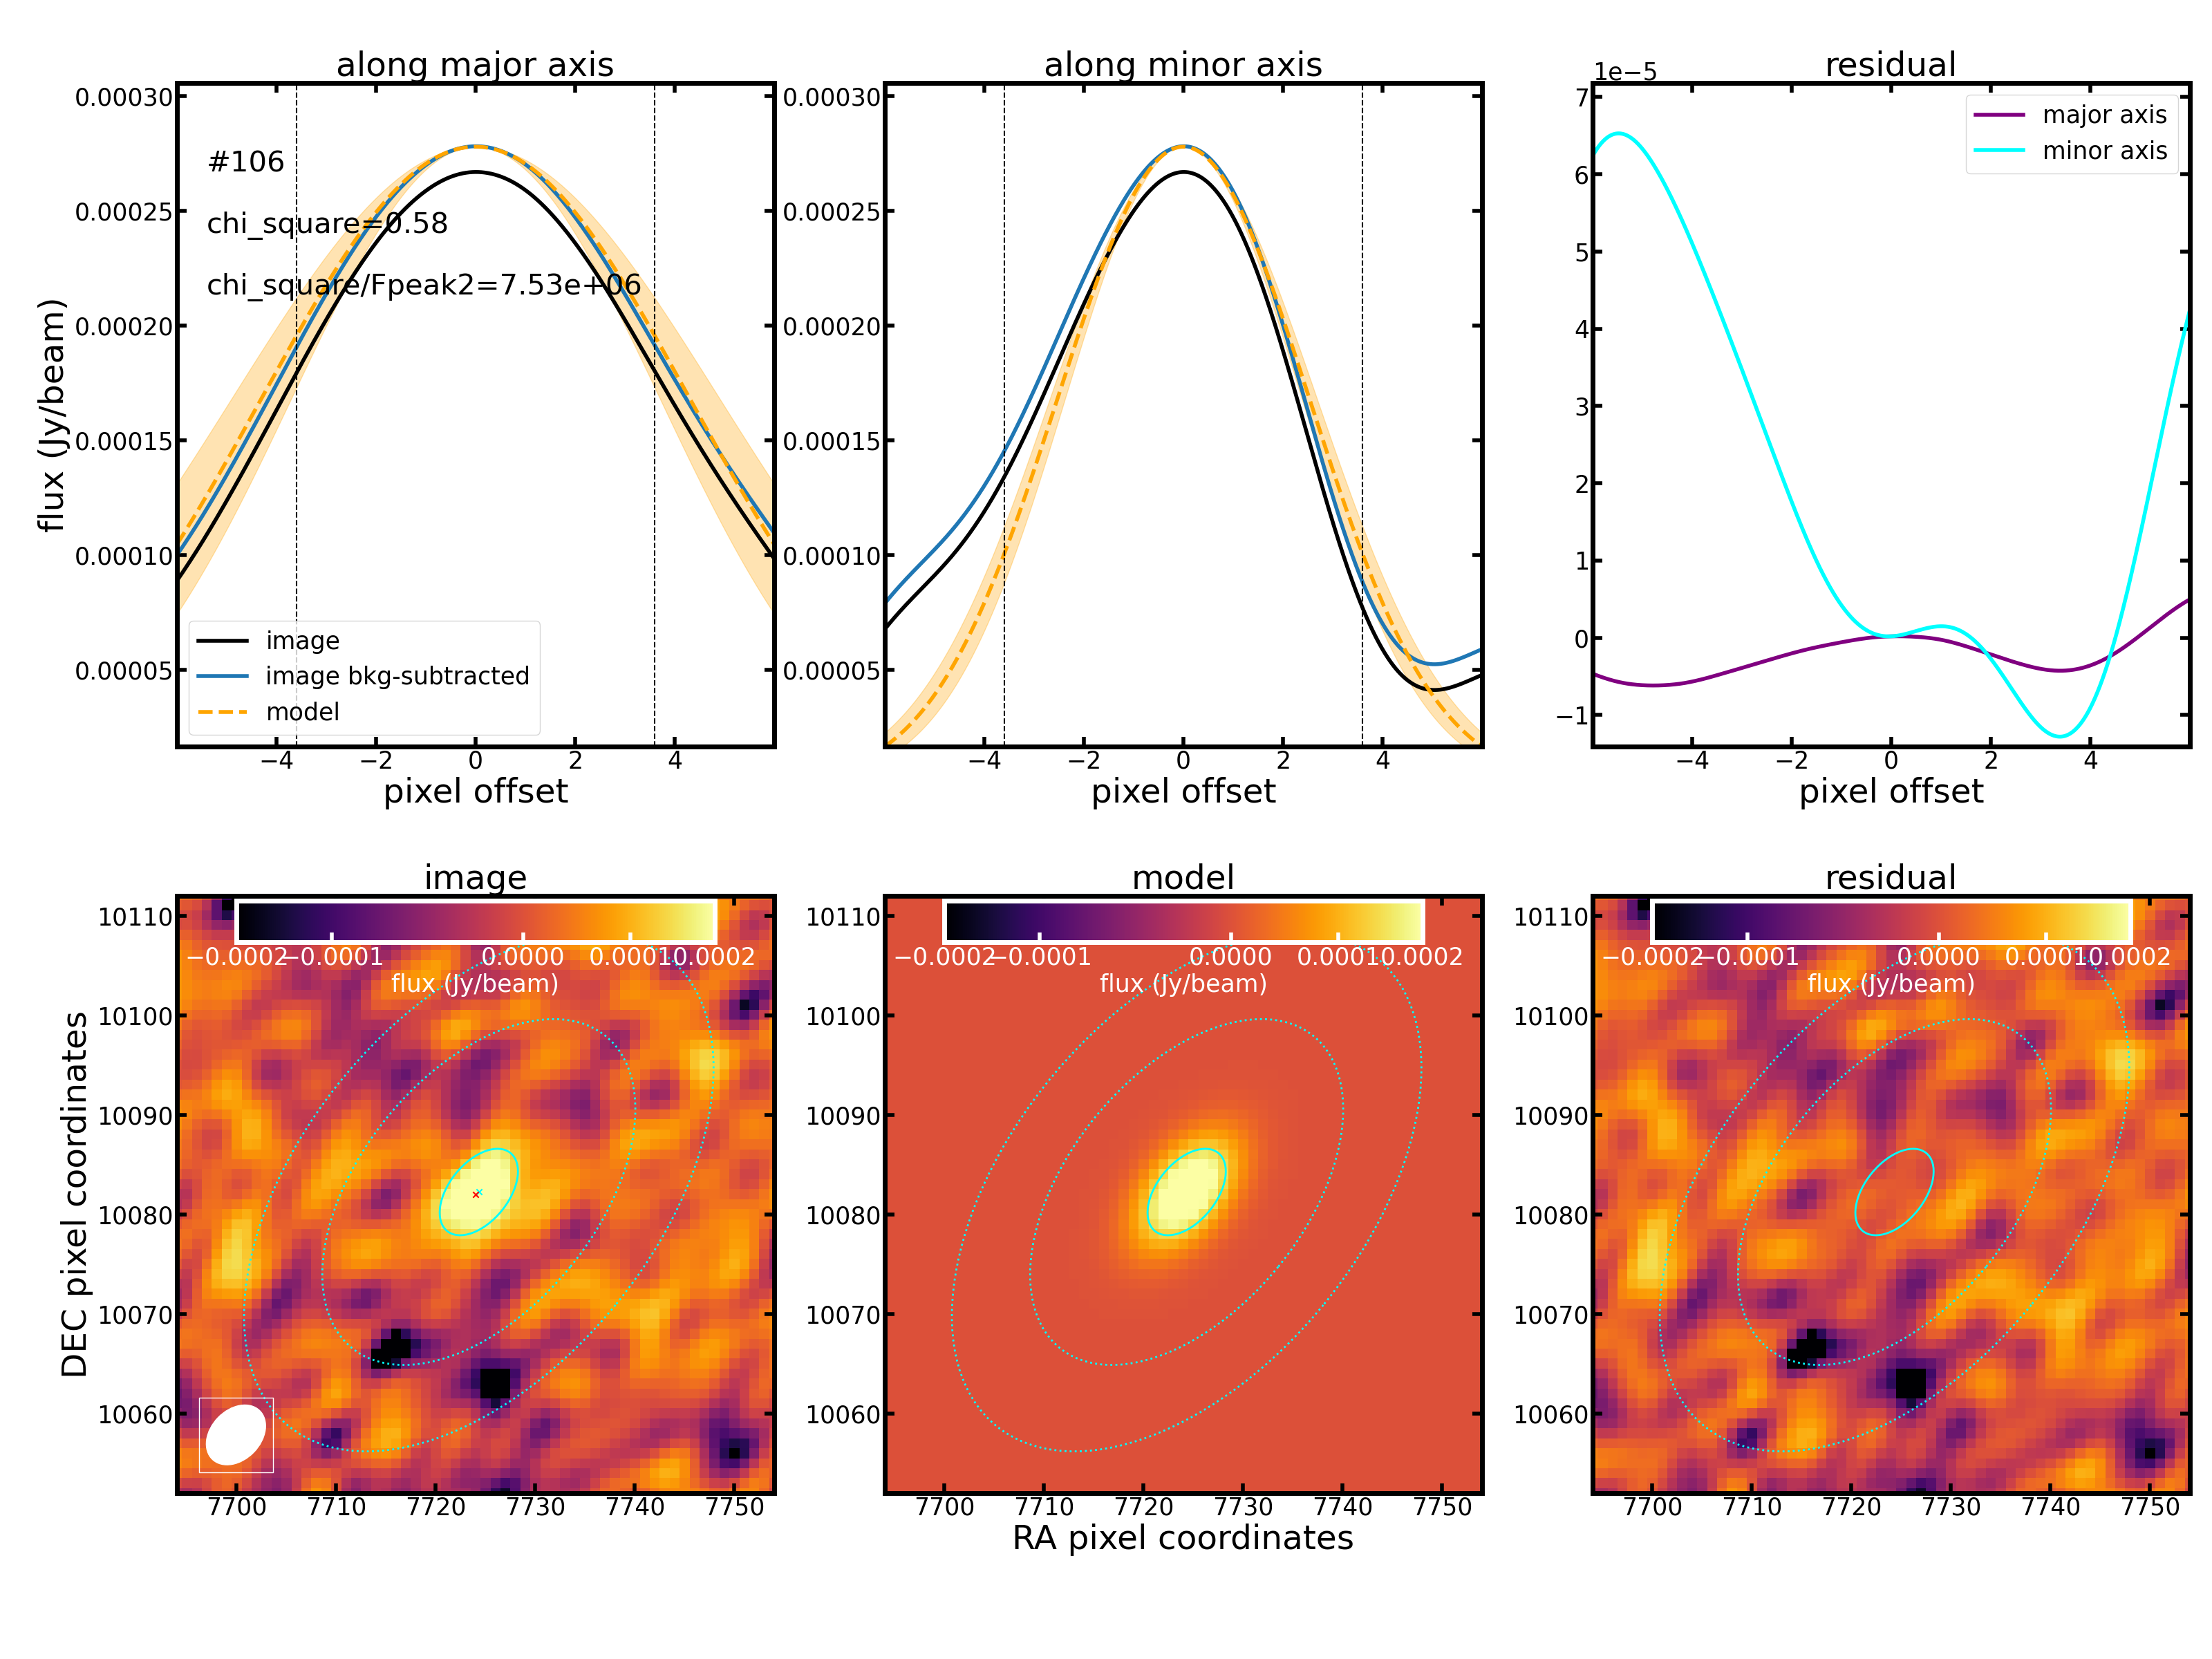 along major axis
along minor axis
residual
1e−5
flux (Jy/beam)
0.00030
0.00025
0.00020
0.00015
0.00010
0.00005
#106
chi_square=0.58
chi_square/Fpeak2=7.53e+06
image
image bkg-subtracted
model
−4 −2 0 2 4
pixel offset
0.00030
0.00025
0.00020
0.00015
0.00010
0.00005
−4 −2 0 2 4
pixel offset
7
6
5
4
3
2
1
0
−1
major axis
minor axis
−4 −2 0 2 4
pixel offset
image
model
residual
DEC pixel coordinates
10110
10100
10090
10080
10070
10060
−0.0002 −0.0001 0.0000 0.0001 0.0002
flux (Jy/beam)
7700 7710 7720 7730 7740 7750
10110
10100
10090
10080
10070
10060
−0.0002 −0.0001 0.0000 0.0001 0.0002
flux (Jy/beam)
7700 7710 7720 7730 7740 7750
RA pixel coordinates
10110
10100
10090
10080
10070
10060
−0.0002 −0.0001 0.0000 0.0001 0.0002
flux (Jy/beam)
7700 7710 7720 7730 7740 7750